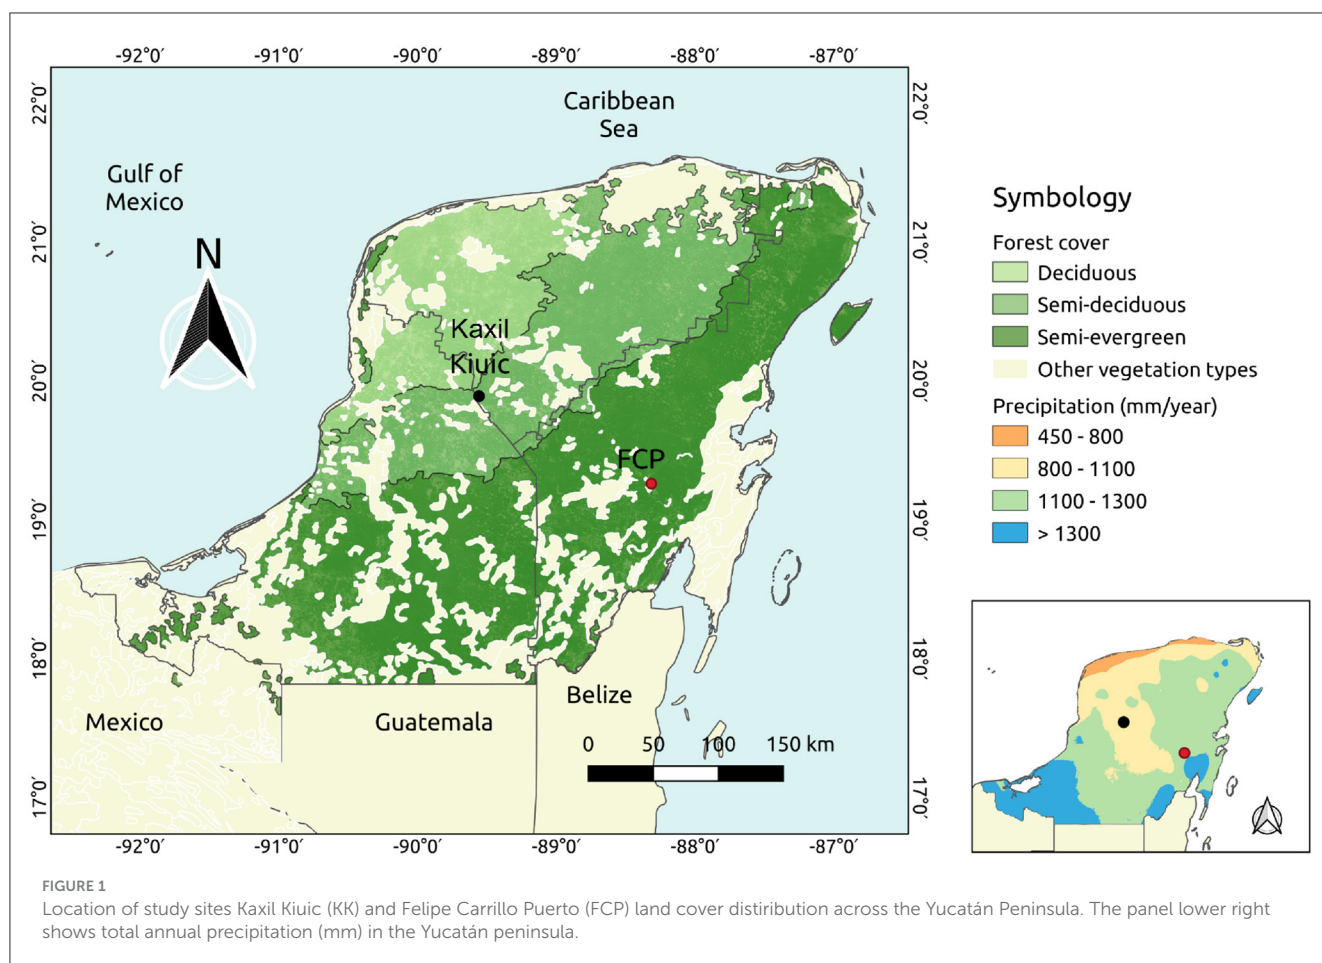 -92°0′ -91°0′ -90°0′ -89°0′ -88°0′ -87°0′
22°0′
21°0′
20°0′
19°0′
18°0′
17°0′
Caribbean
Sea
Gulf of
Mexico
N
Kaxil
Kiuic
FCP
Belize
Mexico
Guatemala
0 50 100 150 km
22°0′
21°0′
20°0′
19°0′
18°0′
17°0′
-92°0′ -91°0′ -90°0′ -89°0′ -88°0′ -87°0′
Symbology
Forest cover
Deciduous
Semi-deciduous
Semi-evergreen
Other vegetation types
Precipitation (mm/year)
450 - 800
800 - 1100
1100 - 1300
> 1300
FIGURE 1
Location of study sites Kaxil Kiuic (KK) and Felipe Carrillo Puerto (FCP) land cover distiribution across the Yucatán Peninsula. The panel lower right
shows total annual precipitation (mm) in the Yucatán peninsula.